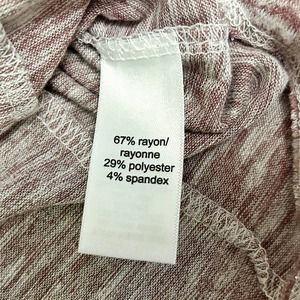 67% rayon/
rayonne
29% polyester
4% spandex